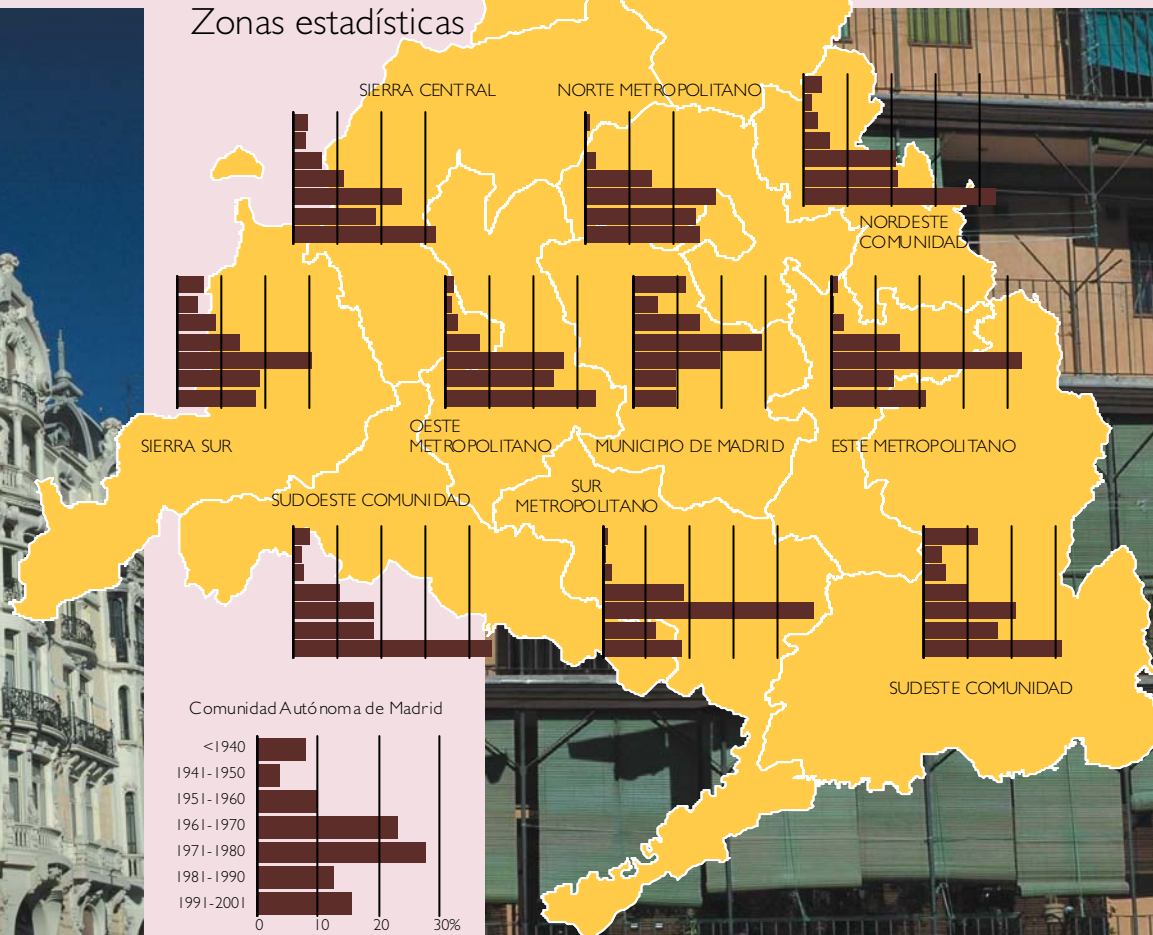 Zonas estadísticas
SIERRA CENTRAL
NORTE METROPOLITANO
NORDESTE
COMUNIDAD
SIERRA SUR
OESTE
METROPOLITANO
MUNICIPIO DE MADRID
ESTE METROPOLITANO
SUDOESTE COMUNIDAD
SUR
METROPOLITANO
SUDESTE COMUNIDAD
Comunidad Autónoma de Madrid
<1940
1941-1950
1951-1960
1961-1970
1971-1980
1981-1990
1991-2001
0 10 20 30%